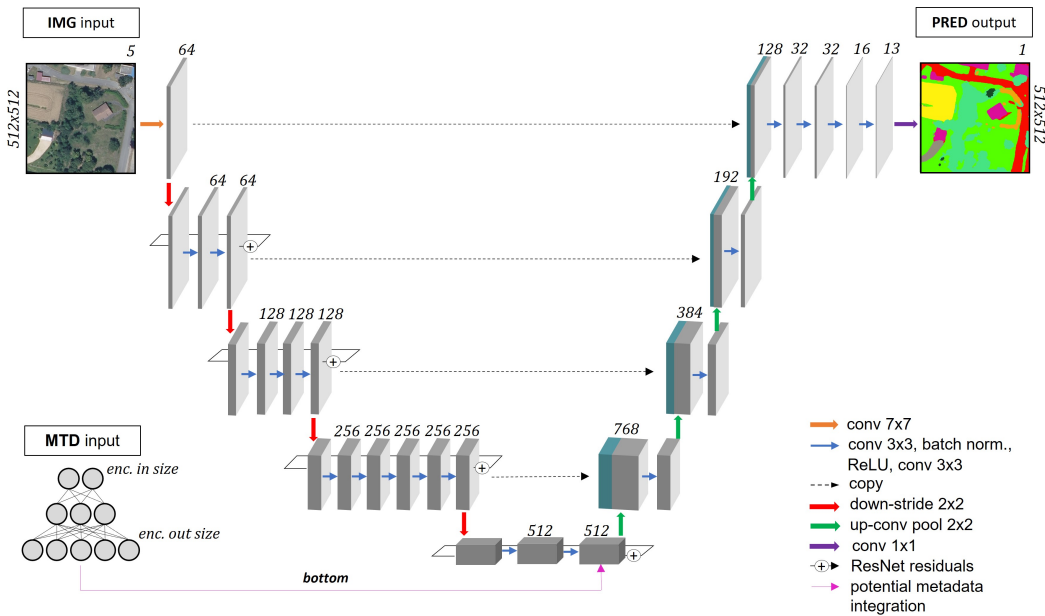 IMG input
PRED output
5
64
128
32
32
16
13
1
512x512
512x512
64
64
192
128
128
128
384
MTD input
enc. in size
enc. out size
256
256
256
256
256
768
512
512
bottom
conv 7x7
conv 3x3, batch norm.,
ReLU, conv 3x3
copy
down-stride 2x2
up-conv pool 2x2
conv 1x1
+
+
+
+
+
ResNet residuals
potential metadata
integration